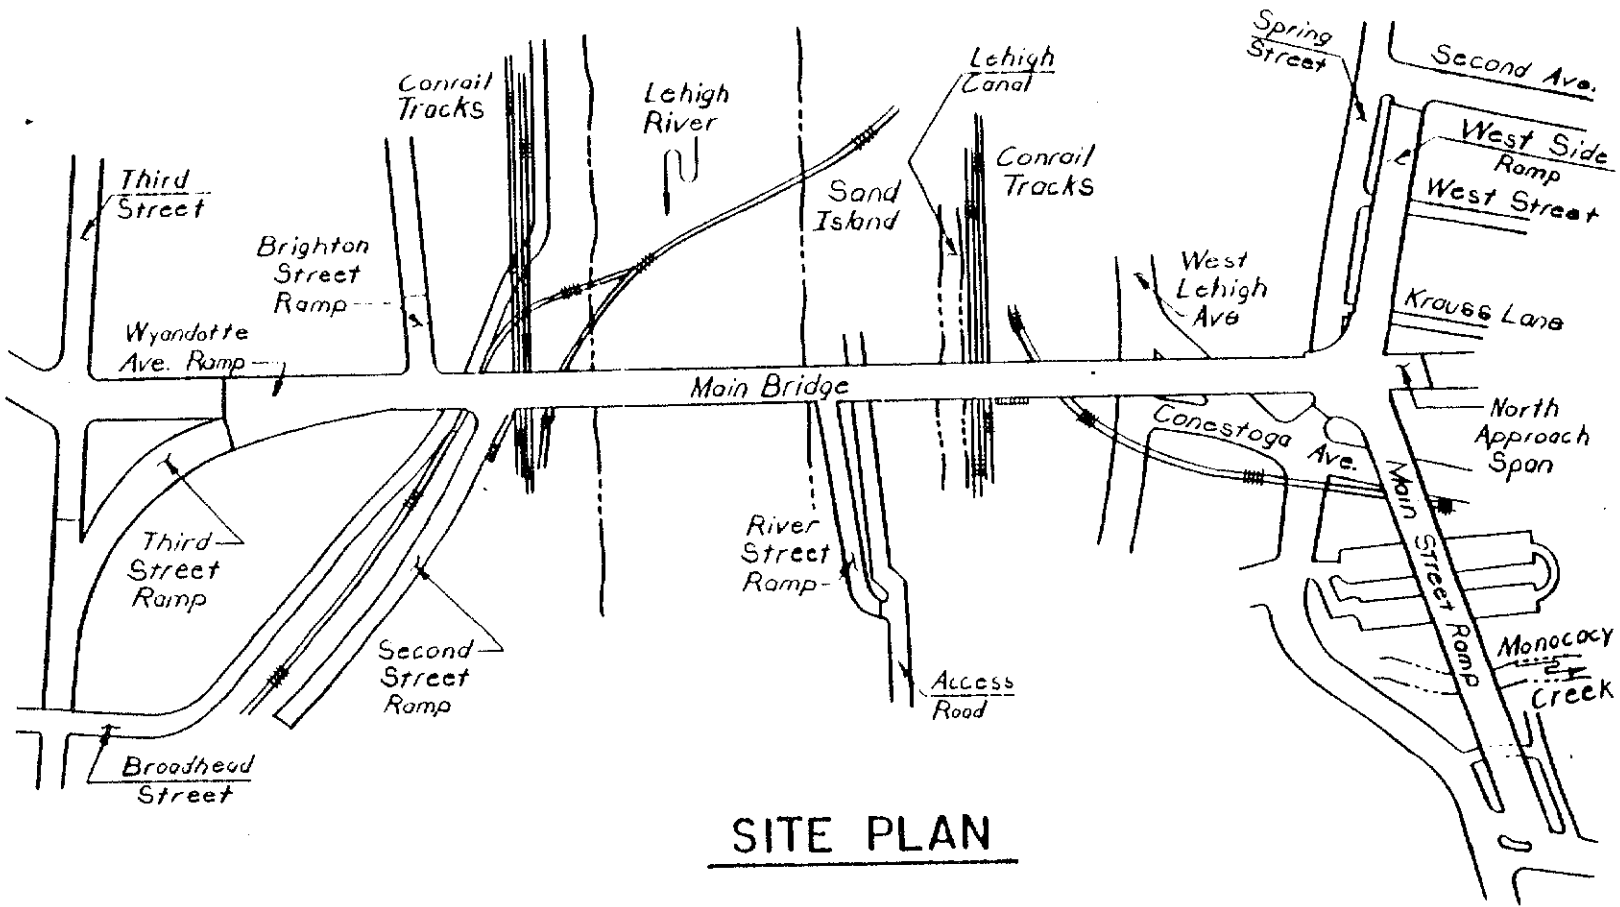 Conrail
Tracks
Lehigh
River
Lehigh
Canal
Spring
Street
Second Ave.
Third
Street
Brighton
Street
Ramp
Wyandotte
Ave. Ramp
Sand
Island
Conrail
Tracks
West
Lehigh
Ave
West Side
Ramp
West Street
Krauss Lane
Main Bridge
North
Approach
Span
Conestoga
Ave.
Main Street Ramp
Third
Street
Ramp
River
Street
Ramp
Second
Street
Ramp
Access
Road
Monocacy
Creek
Broadhead
Street
SITE PLAN